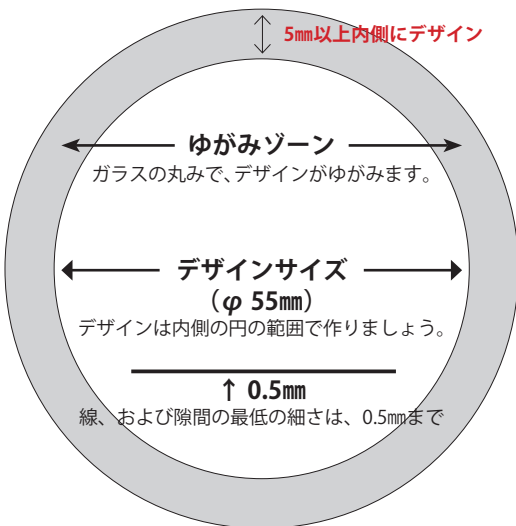 5mm以上内側にデザイン
ゆがみゾーン
ガラスの丸みで、デザインがゆがみます。
デザインサイズ
(φ 55mm)
デザインは内側の円の範囲で作りましょう。
↑ 0.5mm
線、および隙間の最低の細さは、0.5mmまで